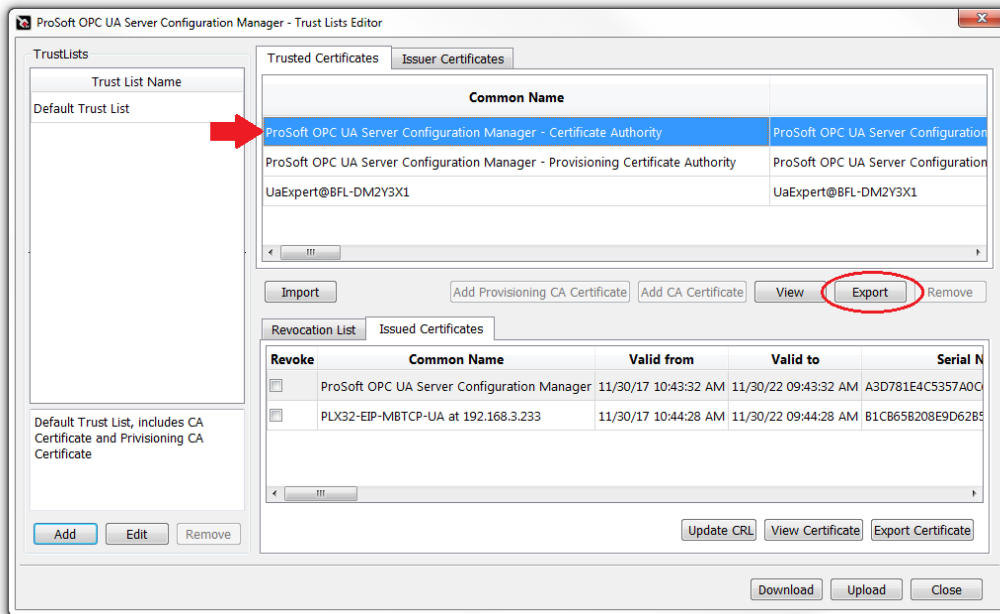 ProSoft OPC UA Server Configuration Manager - Trust Lists Editor
TrustLists
Trust List Name
Default Trust List
Default Trust List, includes CA
Certificate and Privisioning CA
Certificate
Add Edit Remove
Trusted Certificates Issuer Certificates
Common Name
ProSoft OPC UA Server Configuration Manager - Certificate Authority ProSoft OPC UA Server Configuration
ProSoft OPC UA Server Configuration Manager - Provisioning Certificate Authority ProSoft OPC UA Server Configuration
UaExpert@BFL-DM2Y3X1 UaExpert@BFL-DM2Y3X1
Import Add Provisioning CA Certificate Add CA Certificate View Export Remove
Revocation List Issued Certificates
Revoke Common Name Valid from Valid to Serial N
ProSoft OPC UA Server Configuration Manager 11/30/17 10:43:32 AM 11/30/22 09:43:32 AM A3D781E4C5357A0C
PLX32-EIP-MBTCP-UA at 192.168.3.233 11/30/17 10:44:28 AM 11/30/22 09:44:28 AM B1CB65B208E9D62B5
Update CRL View Certificate Export Certificate
Download Upload Close